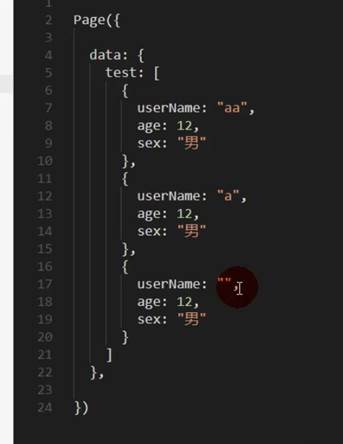 1
2 Page({
3
4 data: {
5 test: [
6 {
7 userName: "aa",
8 age: 12,
9 sex: "男"
10 },
11 {
12 userName: "a",
13 age: 12,
14 sex: "男"
15 },
16 {
17 userName: "",
18 age: 12,
19 sex: "男"
20 }
21 ]
22 },
23
24 })